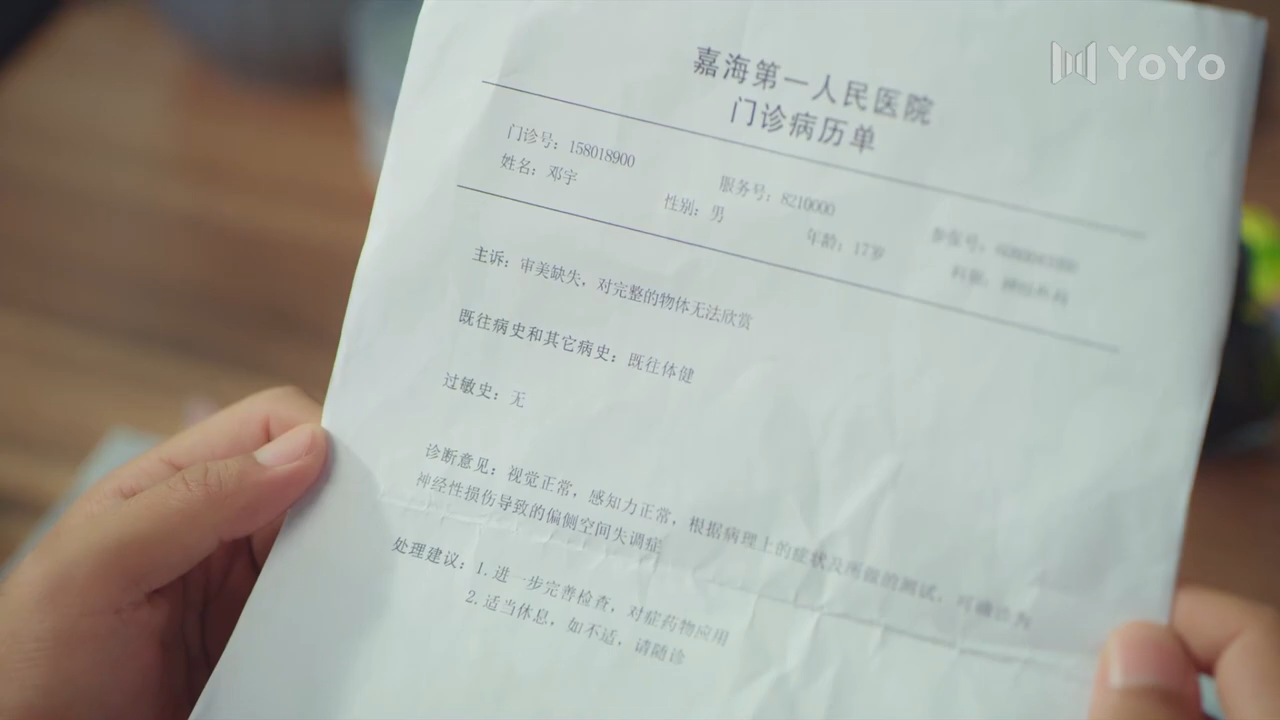 YoYo
嘉海第一人民医院
门诊病历单
门诊号：158018900 服务号：8210000
姓名：邓宇 性别：男 年龄：17岁
主诉：审美缺失，对完整的物体无法欣赏
既往病史和其它病史：既往体健
过敏史：无
诊断意见：视觉正常，感知力正常，根据病理上的症状及所做的测试，可确诊为
神经性损伤导致的偏侧空间失调症
处理建议：1.进一步完善检查，对症药物应用
2.适当休息，如不适，请随诊